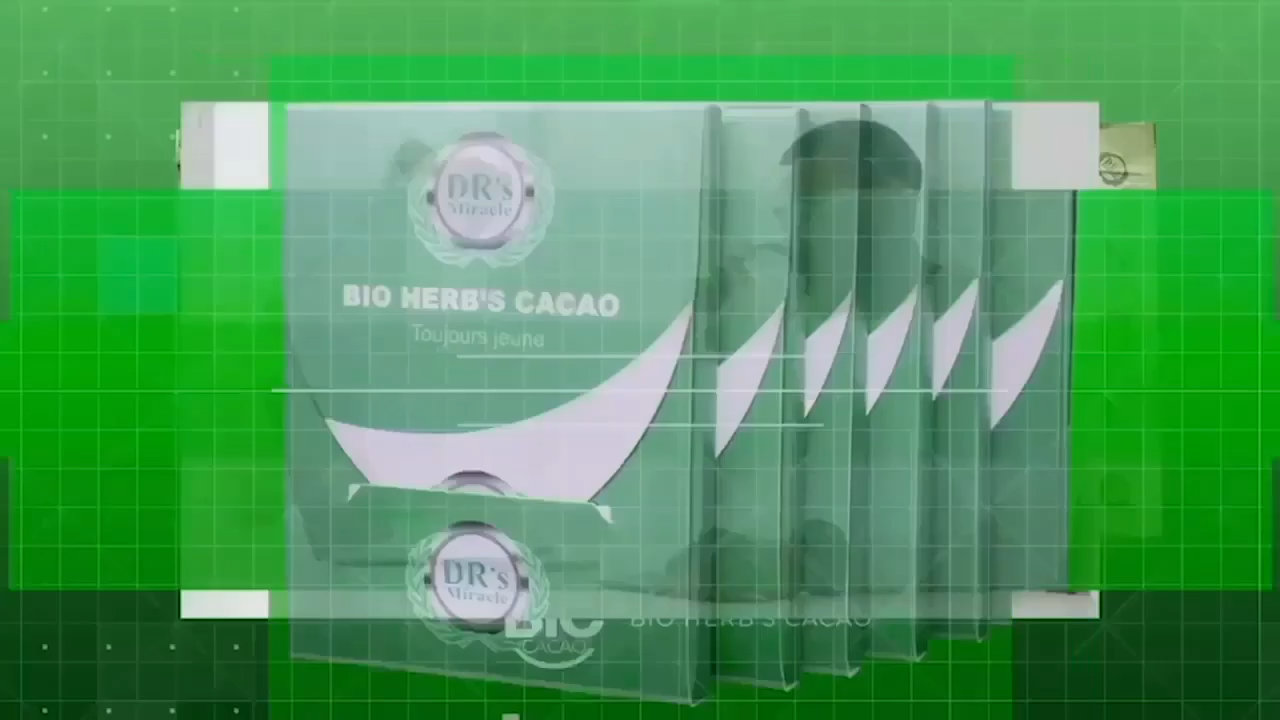 DR's
Miracle
BIO HERB'S CACAO
Toujours jeune
DR's
Miracle
BIO
CACAO
BIO HERB'S CACAO